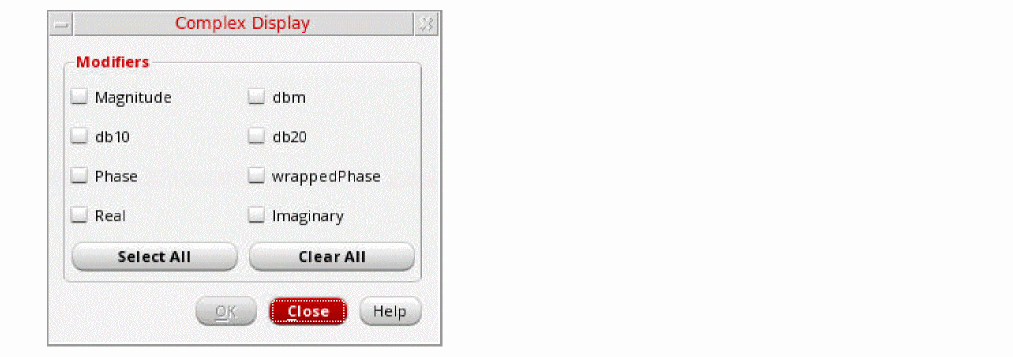 Complex Display
Modifiers
Magnitude dbm
db10 db20
Phase wrappedPhase
Real Imaginary
Select All Clear All
OK Close Help